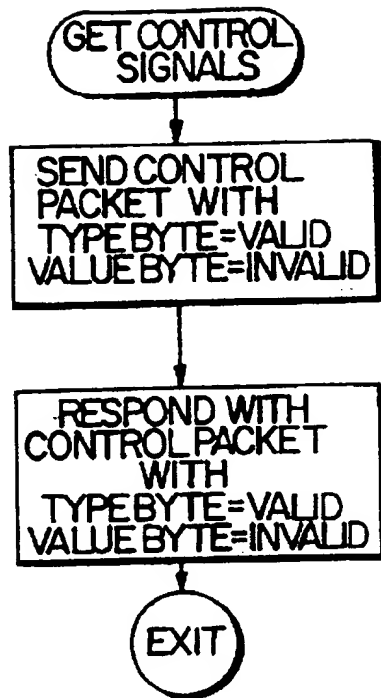 GET CONTROL
SIGNALS
SEND CONTROL
PACKET WITH
TYPE BYTE=VALID
VALUE BYTE=INVALID
RESPOND WITH
CONTROL PACKET
WITH
TYPE BYTE=VALID
VALUE BYTE=INVALID
EXIT